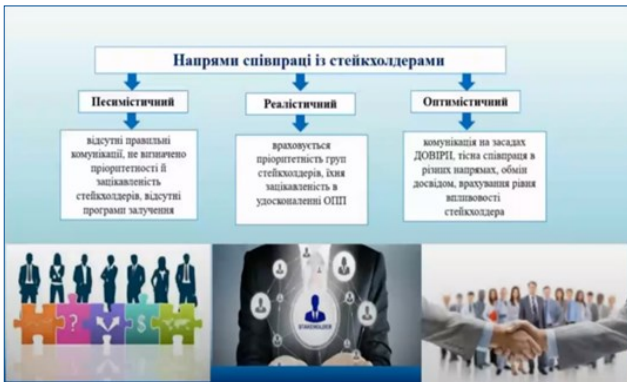 Напрями співпраці із стейкхолдерами
Песимістичний
Реалістичний
Оптимістичний
відсутні правильні
комунікації, не визначено
пріоритетності й
зацікавленість
стейкхолдерів, відсутні
програми залучення
враховується
пріоритетність груп
стейкхолдерів, їхня
зацікавленість в
удосконаленні ОПП
комунікація на засадах
ДОВІРИ, тісна співпраця в
різних напрямах, обмін
досвідом, врахування рівня
впливовості
стейкхолдера
?
$
STAKEHOLDER